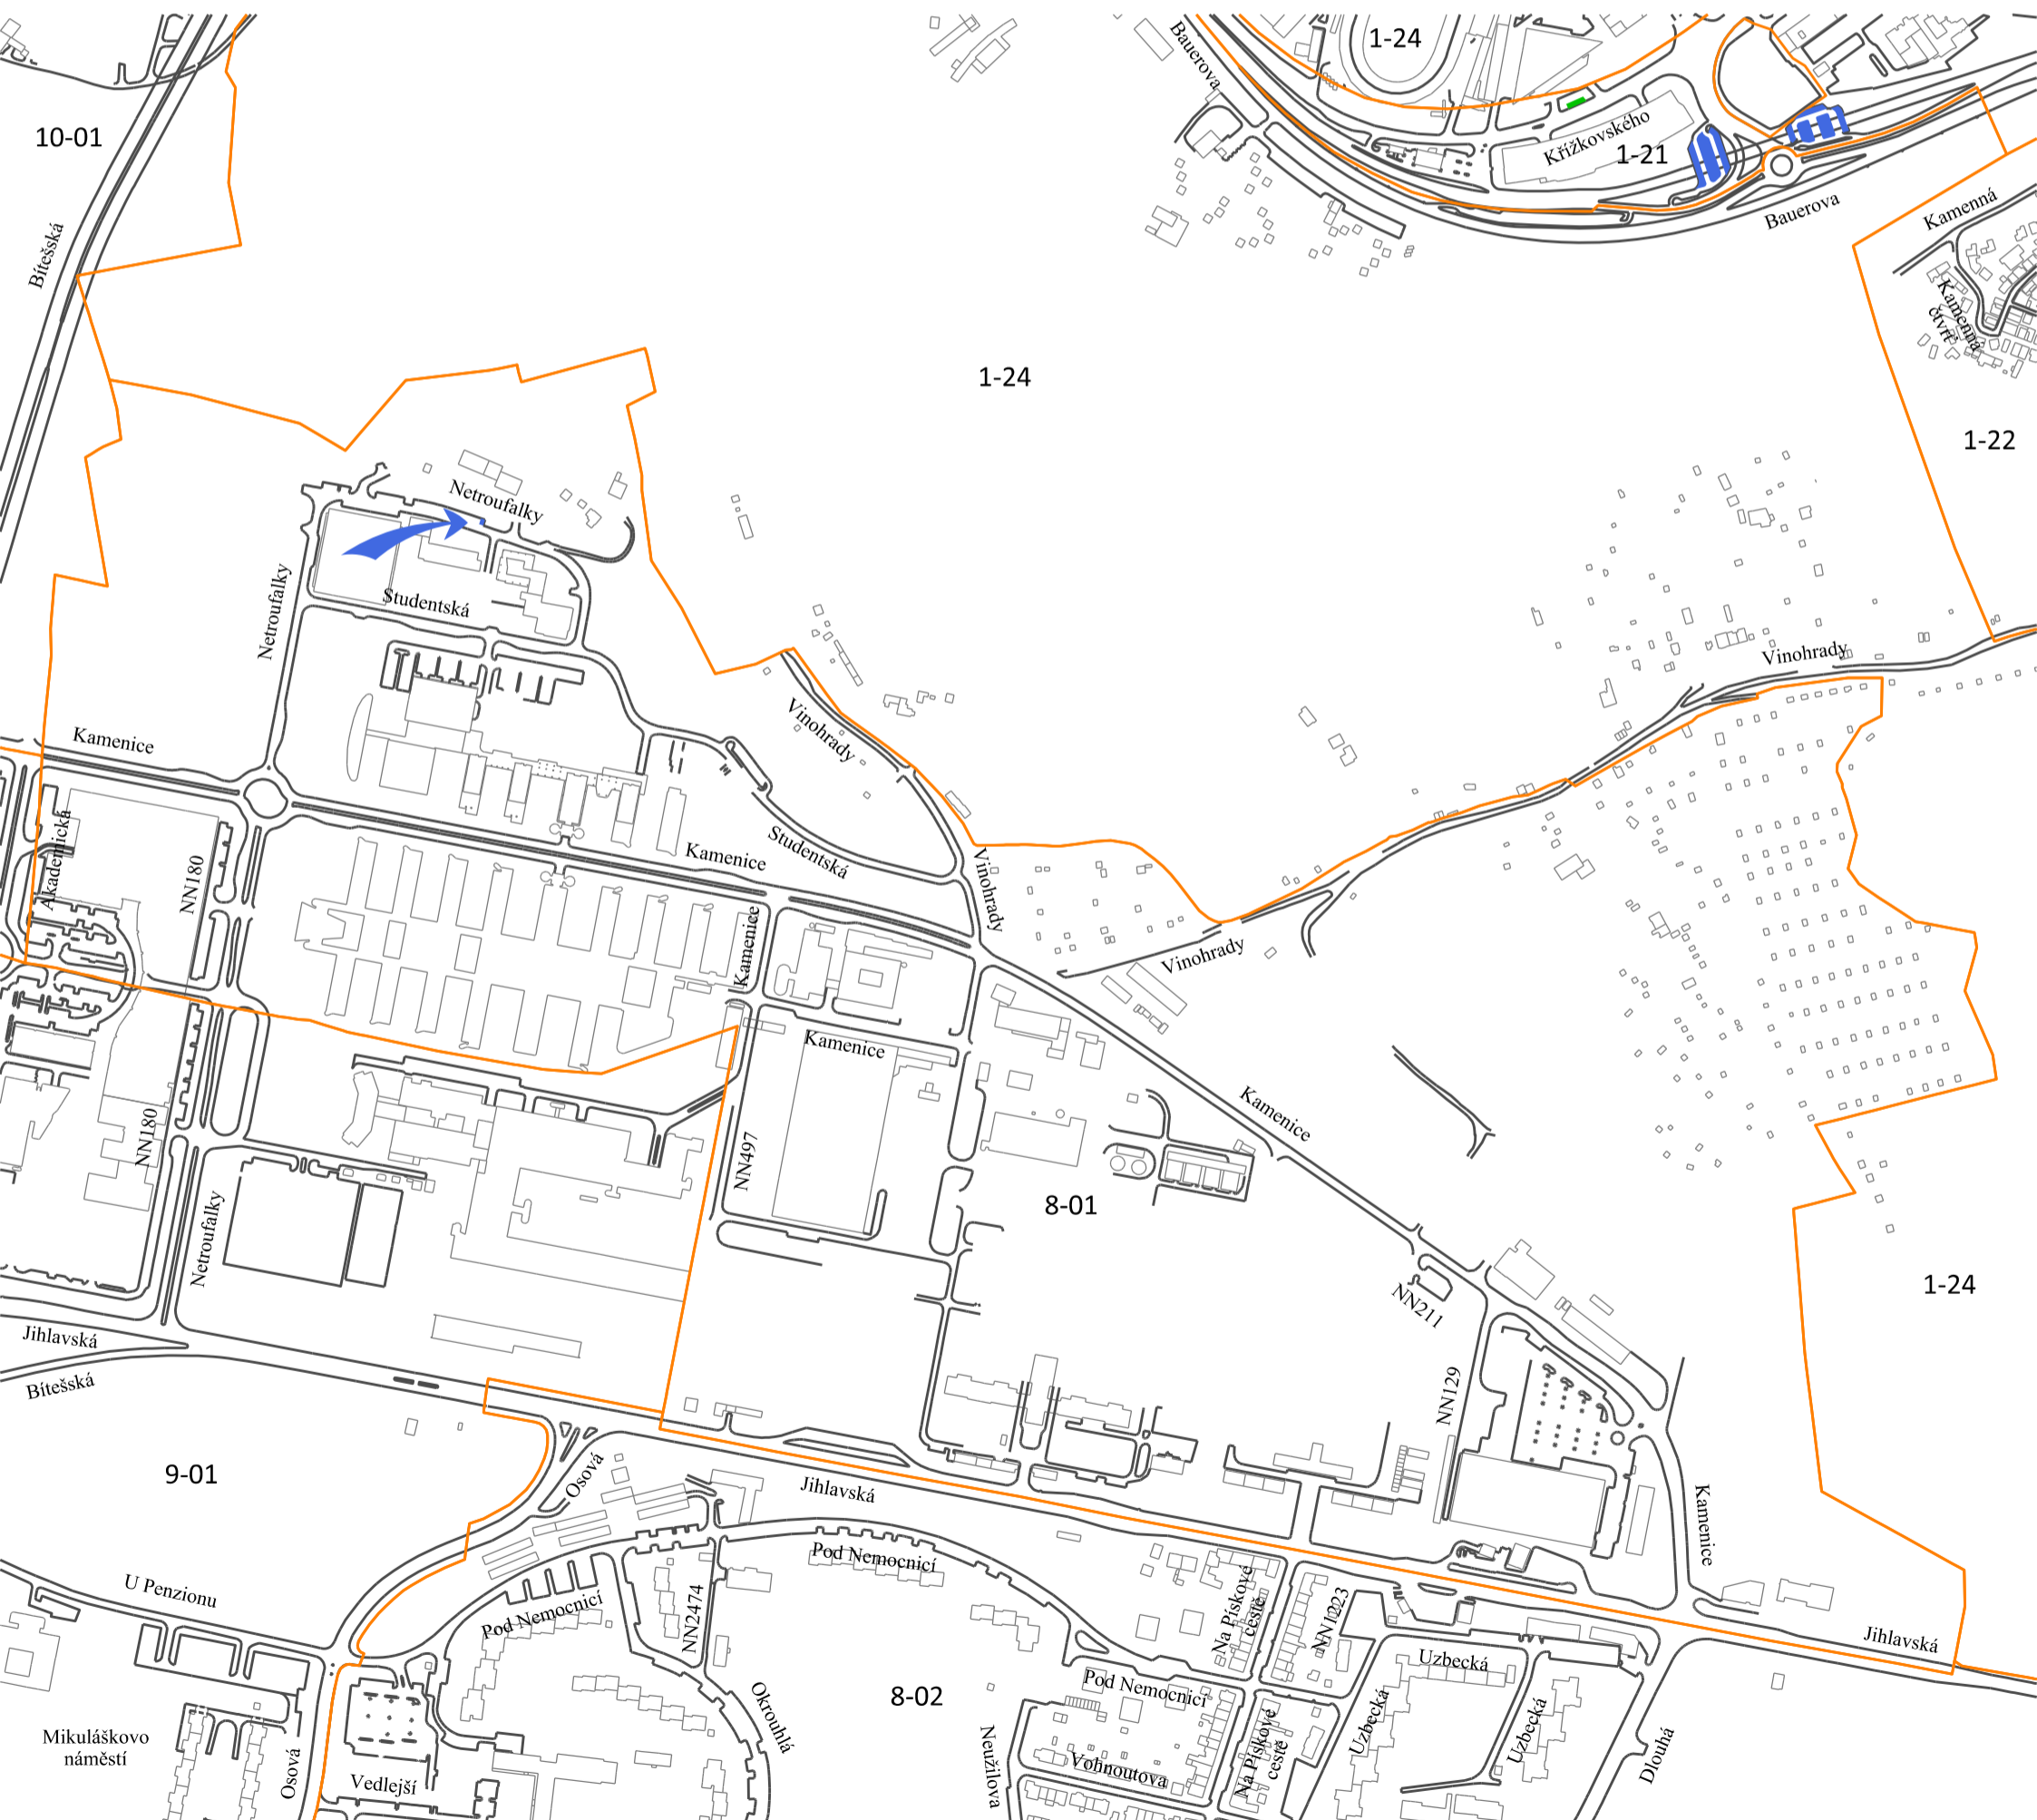 1-24
Bauerova
10-01
Křížkovského
1-21
Bauerova
Kamenná
Bítešská
Kamenná
čtvrť
1-24
1-22
Netroufalky
Netroufalky
Studentská
Vinohrady
Vinohrady
Kamenice
Akademická
NN180
Studentská
Kamenice
Vinohrady
Kamenice
Vinohrady
Kamenice
NN180
NN497
Kamenice
8-01
Netroufalky
NN211
1-24
Jihlavská
Bítešská
NN129
9-01
Osová
Jihlavská
Kamenice
U Penzionu
Pod Nemocnicí
Pod Nemocnicí
NN2474
Na Pískové
cestě
NN1223
Jihlavská
Uzbecká
8-02
Pod Nemocnicí
Okrouhlá
Mikuláškovo
náměstí
Osová
Vedlejší
Neužilova
Vohnoutova
Na Pískové
cestě
Uzbecká
Uzbecká
Dlouhá